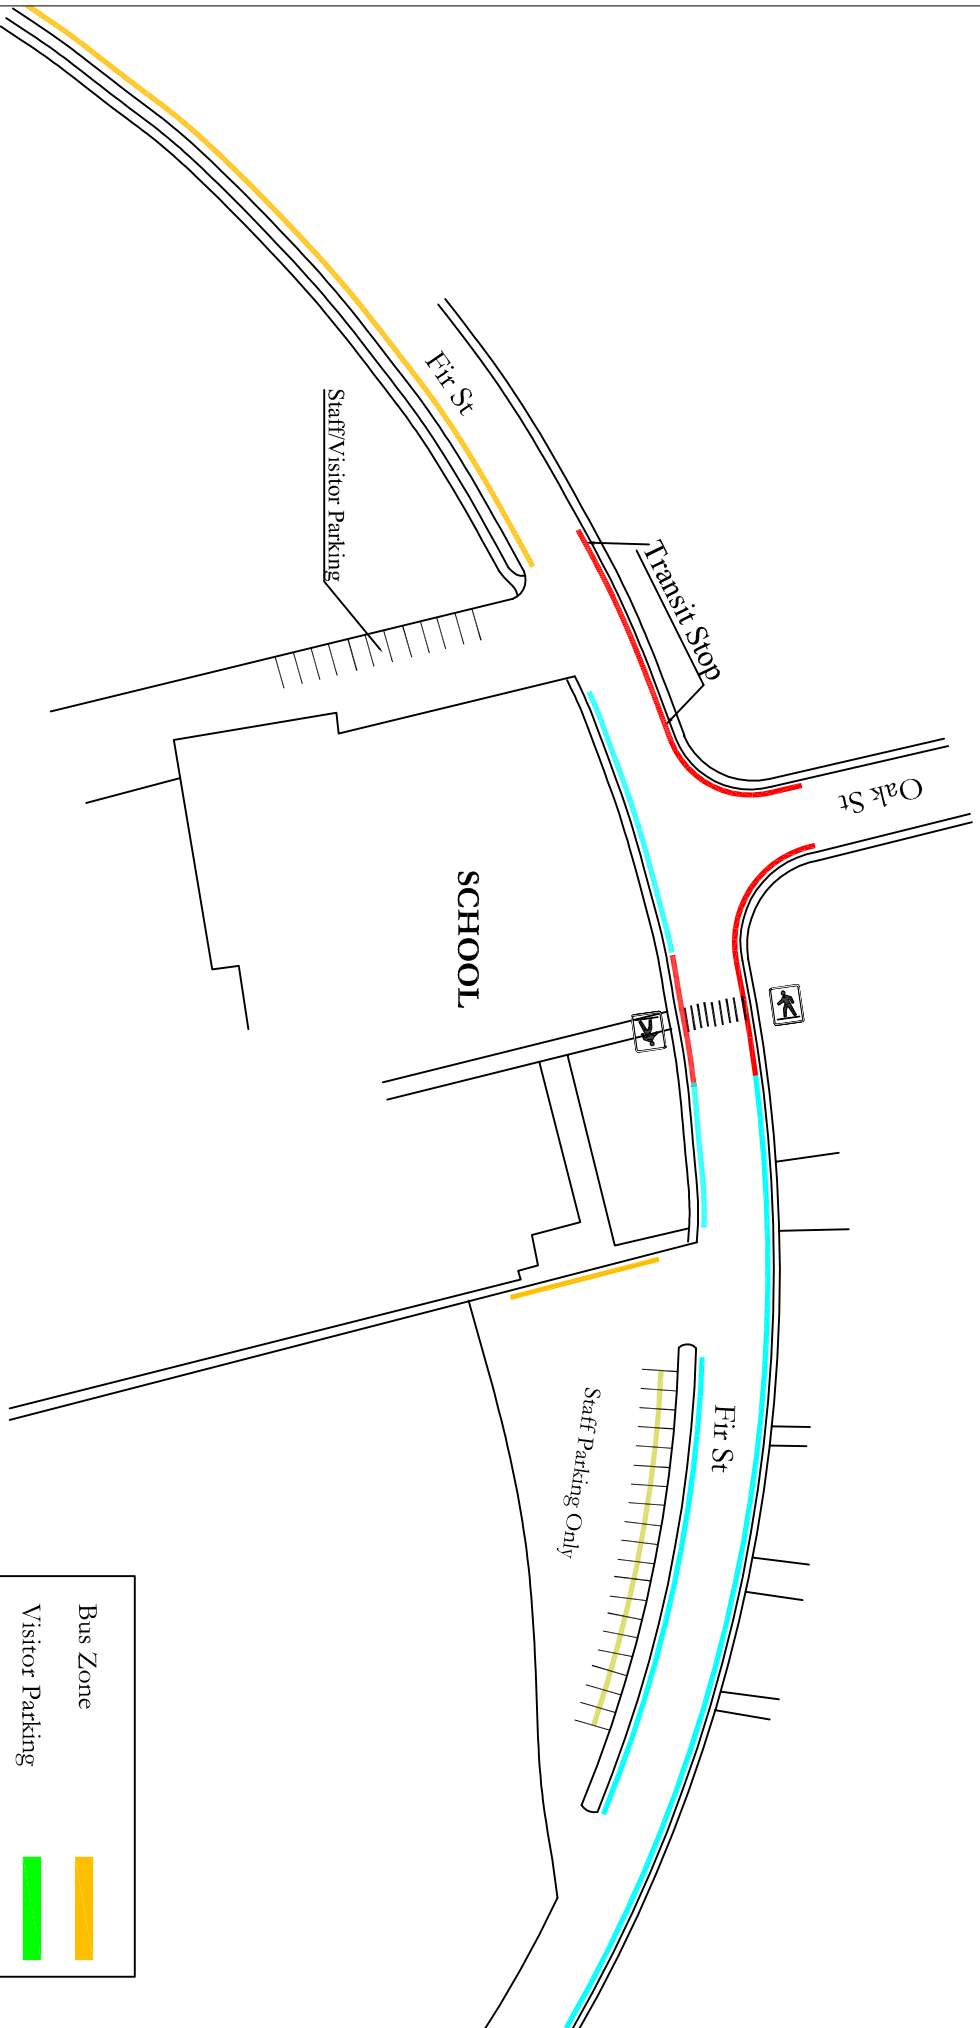 Fir St
Staff/Visitor Parking
Transit Stop
Oak St
SCHOOL
Fir St
Staff Parking Only
Bus Zone
Visitor Parking